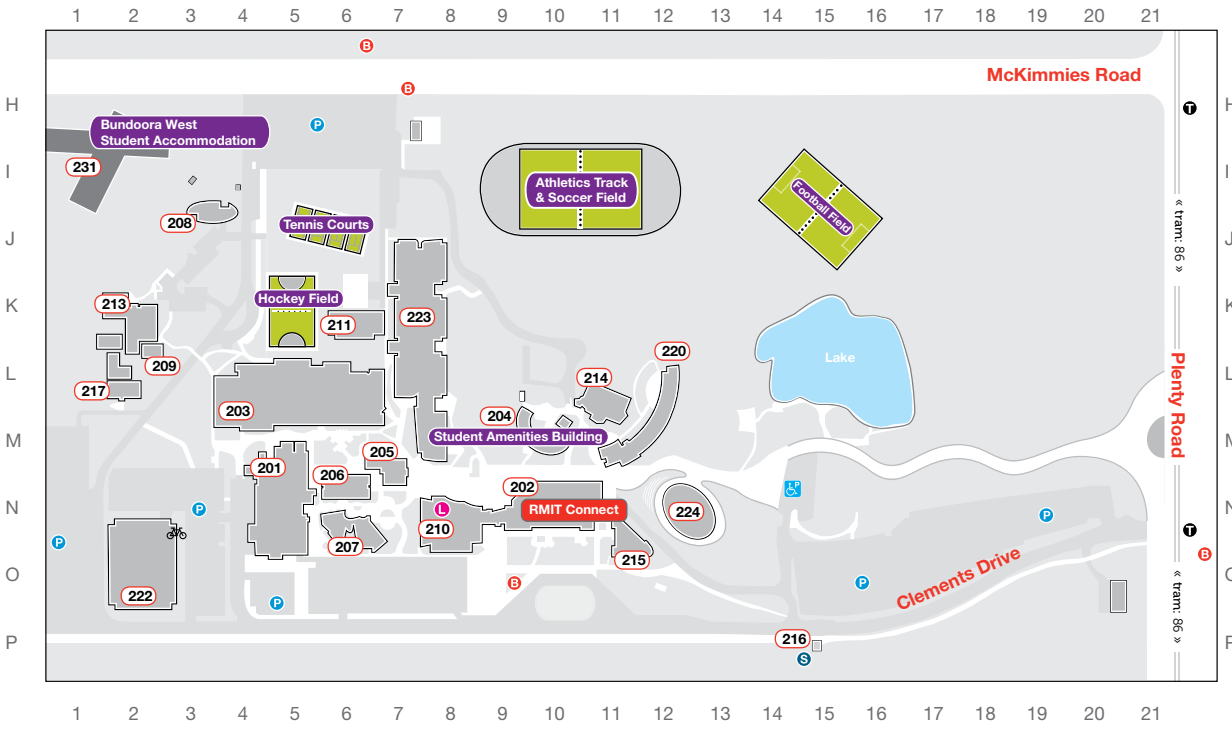 1 2 3 4 5 6 7 8 9 10 11 12 13 14 15 16 17 18 19 20 21
B
McKimmies Road
B
H
H
T
P
Bundoora West
Student Accommodation
I
I
231
Athletics Track
& Soccer Field
Football Field
208
Tennis Courts
J
J
« tram: 86 »
K
K
213
Hockey Field
211
223
Lake
220
209
L
L
217
214
Plenty Road
203
204
Student Amenities Building
M
M
205
201
206
202
P
N
N
P
L
RMIT Connect
224
P
210
T
P
207
215
B
O
O
222
P
B
P
Clements Drive
« tram: 86 »
P
P
216
S
1 2 3 4 5 6 7 8 9 10 11 12 13 14 15 16 17 18 19 20 21